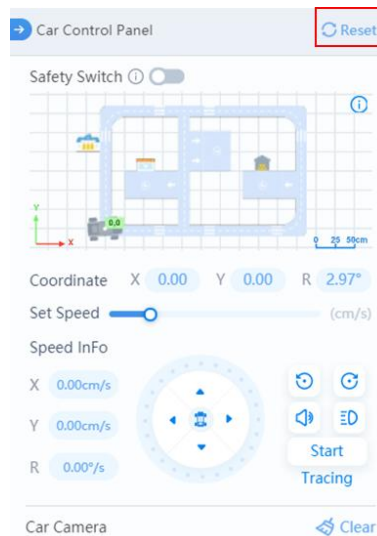 Car Control Panel Reset
Safety Switch
Y
0,0
X
0 25 50cm
Coordinate X 0.00 Y 0.00 R 2.97°
Set Speed (cm/s)
Speed InFo
X 0.00cm/s
Y 0.00cm/s
R 0.00°/s
Start
Tracing
Car Camera Clear